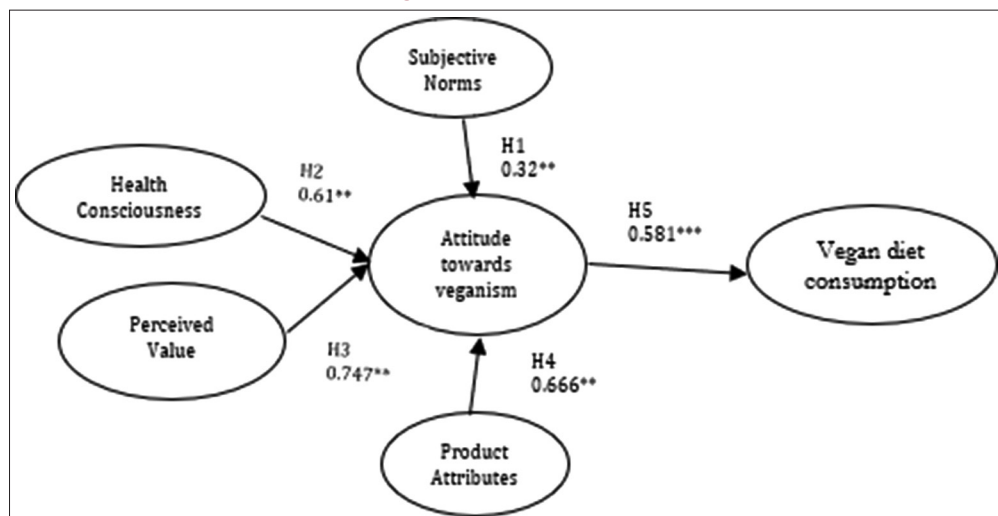 Subjective
Norms
H1
0.32**
H2
0.61**
Health
Consciousness
H5
0.581***
Attitude
towards
veganism
Vegan diet
consumption
Perceived
Value
H3
0.747**
H4
0.666**
Product
Attributes